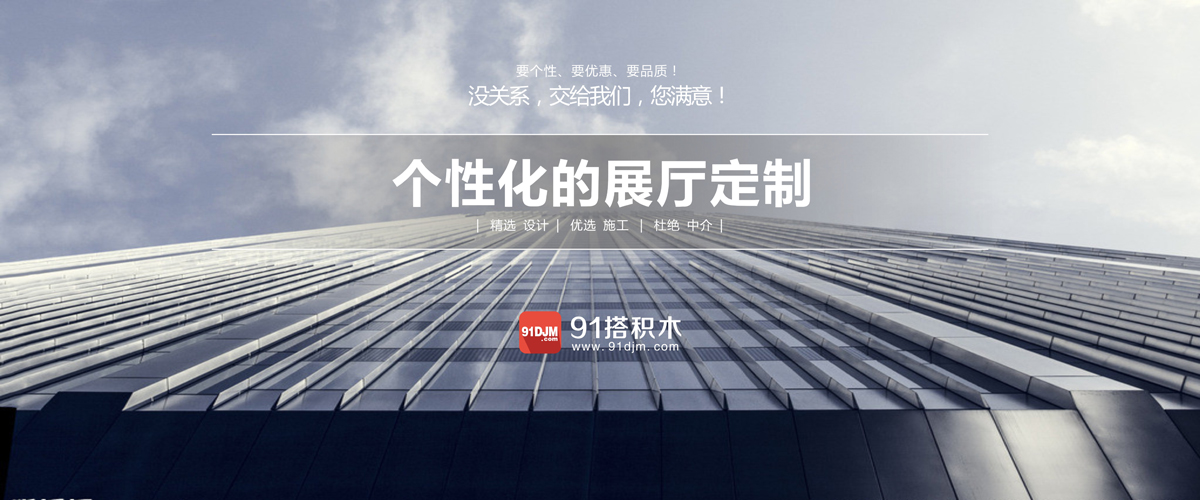 要个性、要优惠、要品质！
没关系，交给我们，您满意！
个性化的展厅定制
| 精选 设计 | 优选 施工 | 杜绝 中介 |
91DJM
.com
91搭积木
www.91djm.com